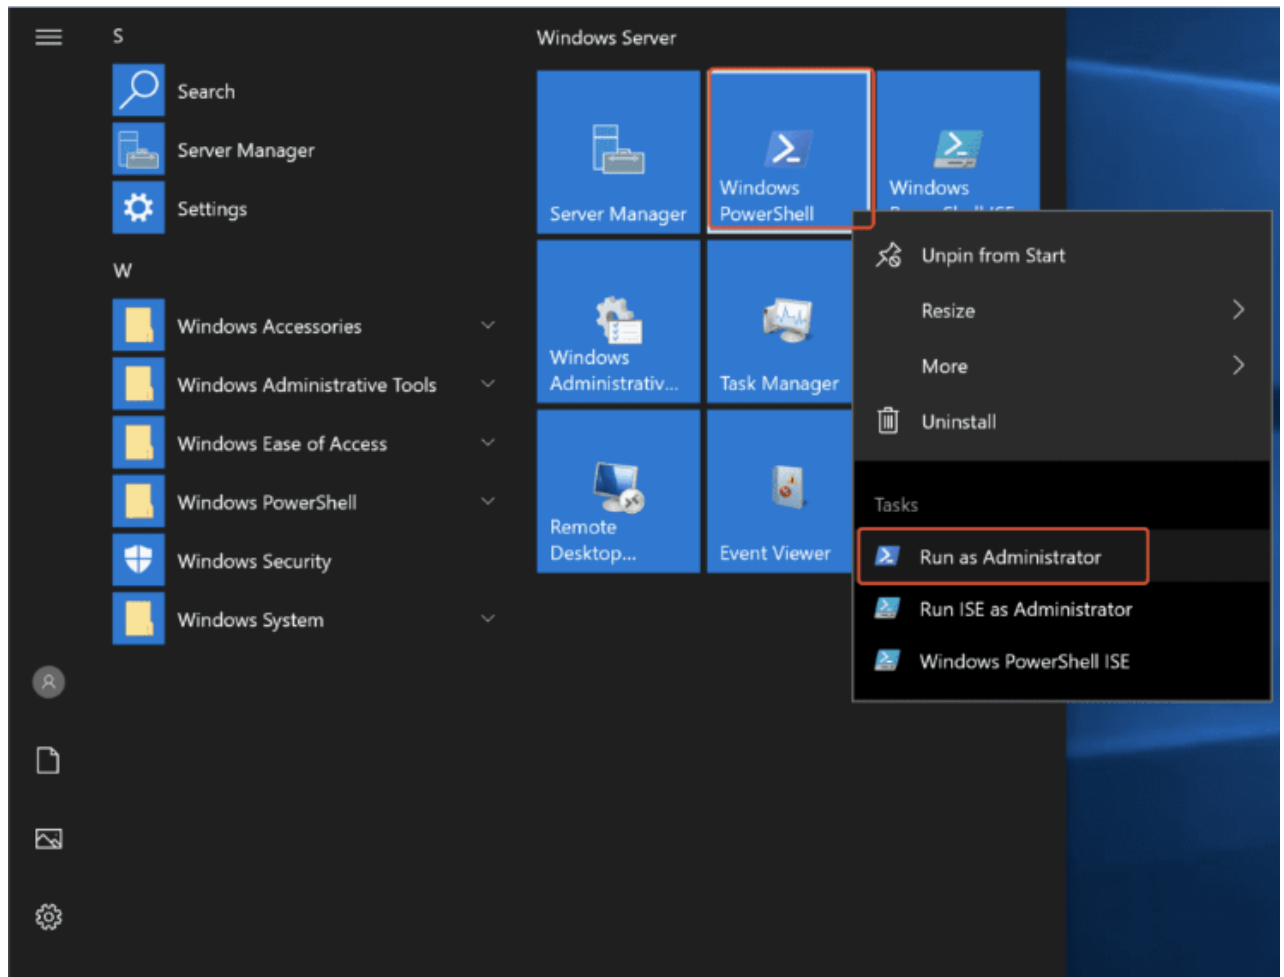 S
Search
Server Manager
Settings
W
Windows Accessories
Windows Administrative Tools
Windows Ease of Access
Windows PowerShell
Windows Security
Windows System
Windows Server
Server Manager
Windows
PowerShell
Windows
Windows
Administrativ...
Task Manager
Remote
Desktop...
Event Viewer
Unpin from Start
Resize
More
Uninstall
Tasks
Run as Administrator
Run ISE as Administrator
Windows PowerShell ISE